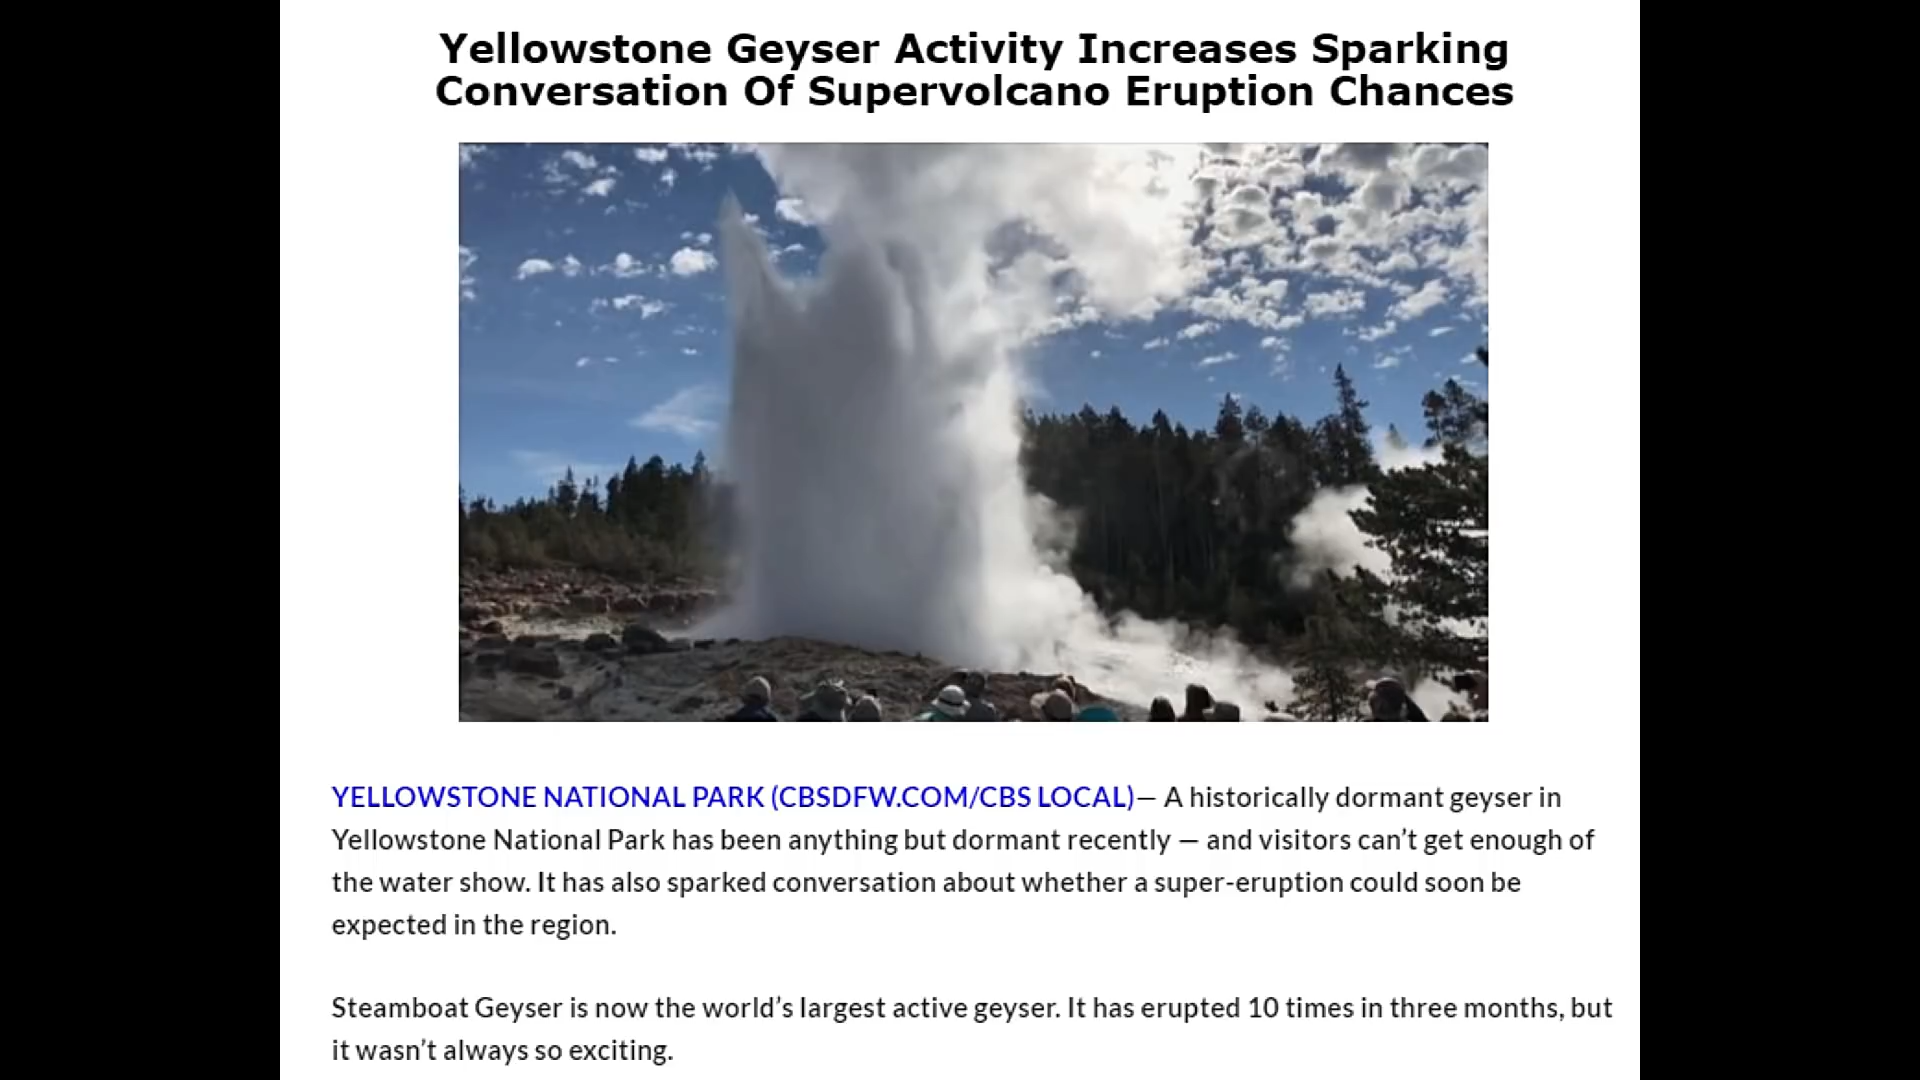 Yellowstone Geyser Activity Increases Sparking
Conversation Of Supervolcano Eruption Chances
YELLOWSTONE NATIONAL PARK (CBSDFW.COM/CBS LOCAL)— A historically dormant geyser in
Yellowstone National Park has been anything but dormant recently — and visitors can’t get enough of
the water show. It has also sparked conversation about whether a super-eruption could soon be
expected in the region.
Steamboat Geyser is now the world’s largest active geyser. It has erupted 10 times in three months, but
it wasn’t always so exciting.